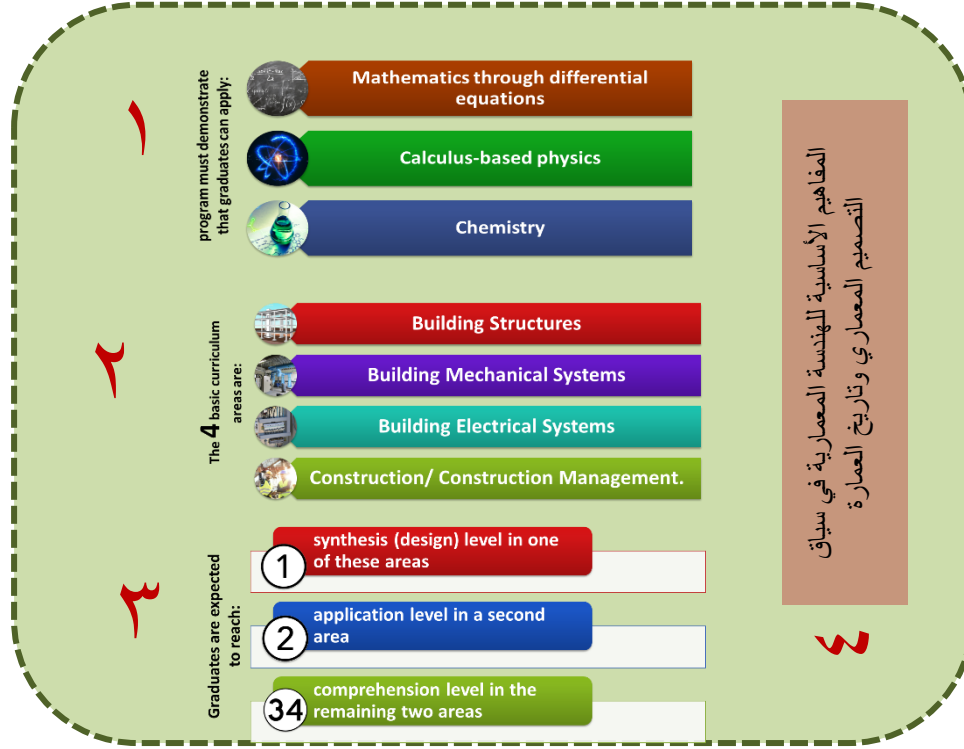 ١
program must demonstrate
that graduates can apply:
Mathematics through differential
equations
Calculus-based physics
Chemistry
٢
The 4 basic curriculum
areas are:
Building Structures
Building Mechanical Systems
Building Electrical Systems
Construction/ Construction Management.
٣
Graduates are expected
to reach:
1
synthesis (design) level in one
of these areas
2
application level in a second
area
34
comprehension level in the
remaining two areas
٤
المفاهيم الأساسية للهندسة المعمارية في سياق
التصميم المعماري وتاريخ العمارة